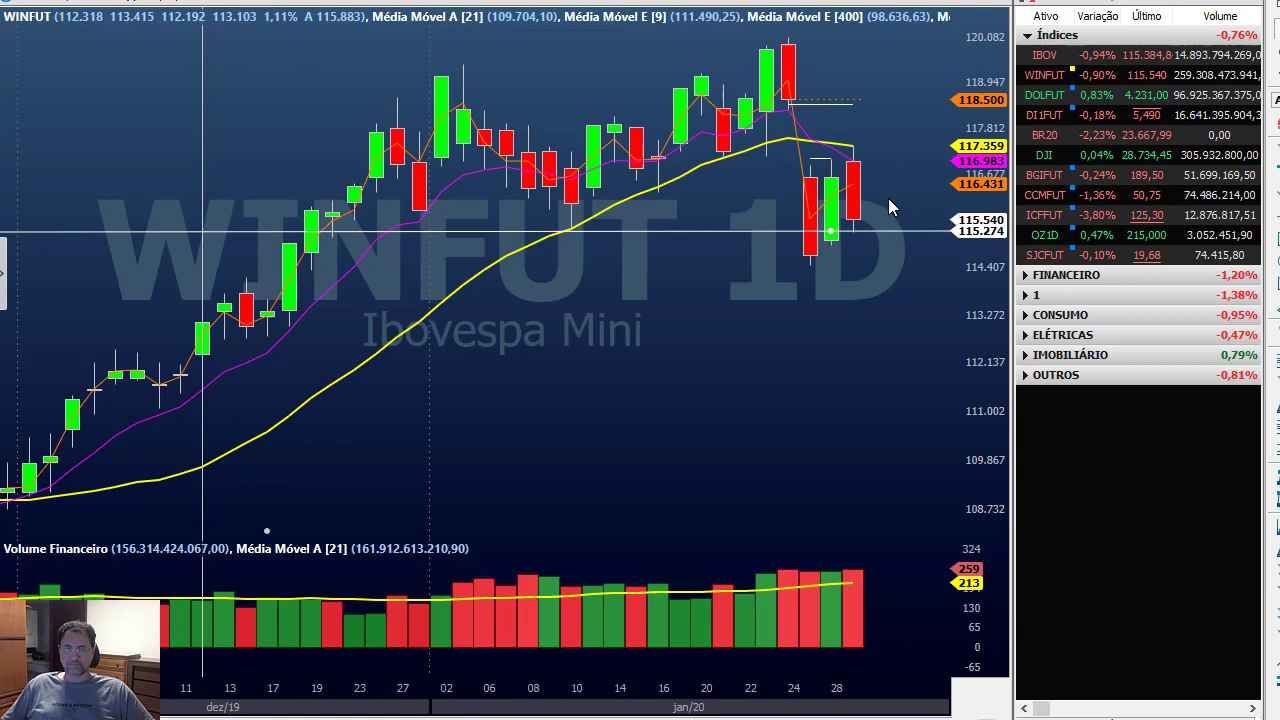 WINFUT (112.318 113.415 112.192 113.103 1,11% A 115.883), Média Móvel A [21] (109.704,10), Média Móvel E [9] (111.490,25), Média Móvel E [400] (98.636,63),
120.082
118.947
118.500
117.812
117.359
116.983
116.677
116.431
115.540
115.274
114.407
113.272
112.137
111.002
109.867
108.732
WINFUT 1D
Ibovespa Mini
Volume Financeiro (156.314.424.067,00), Média Móvel A [21] (161.912.613.210,90)
324
259
213
130
65
0
-65
11 13 17 19 23 27 02 06 08 10 14 16 20 22 24 28
dez/19 jan/20
Ativo Variação Último Volume
Índices -0,76%
IBOV -0,94% 115.384,8 14.893.794.269,0
WINFUT -0,90% 115.540 259.308.473.941,
DOLFUT 0,83% 4.231,00 96.925.367.375,0
DI1FUT -0,18% 5,490 16.641.395.904,3
BR20 -2,23% 23.667,99 0,00
DJI 0,04% 28.734,45 305.932.800,00
BGIFUT -0,24% 189,50 51.699.169,50
CCMFUT -1,36% 50,75 74.486.214,00
ICFFUT -3,80% 125,30 12.876.817,51
OZ1D 0,47% 215,000 3.052.451,90
SJCFUT -0,10% 19,68 74.415,80
FINANCEIRO -1,20%
1 -1,38%
CONSUMO -0,95%
ELÉTRICAS -0,47%
IMOBILIÁRIO 0,79%
OUTROS -0,81%